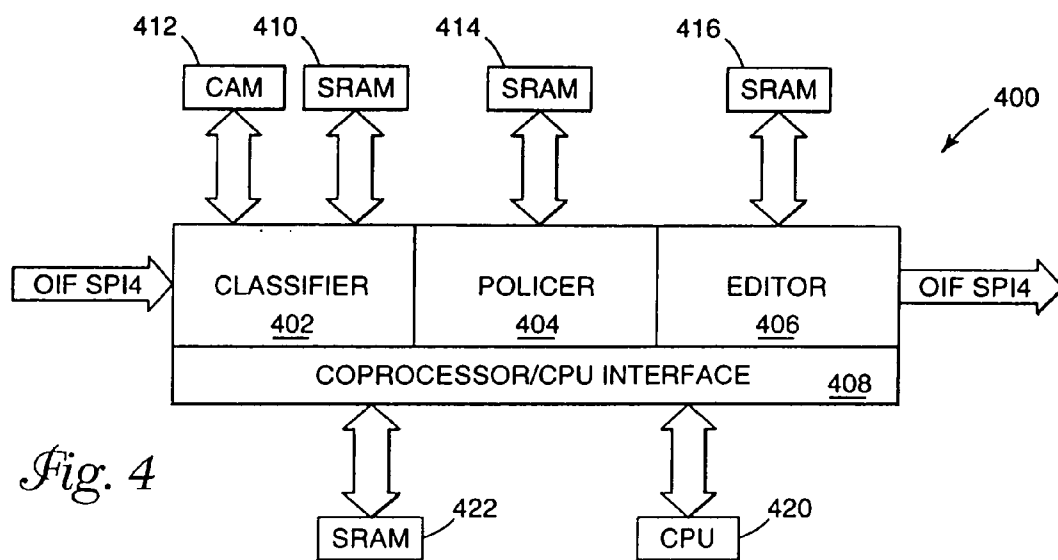 412 410 414 416
CAM SRAM SRAM SRAM
400
OIF SPI4 CLASSIFIER POLICER EDITOR OIF SPI4
402 404 406
COPROCESSOR/CPU INTERFACE 408
Fig. 4
SRAM 422 CPU 420